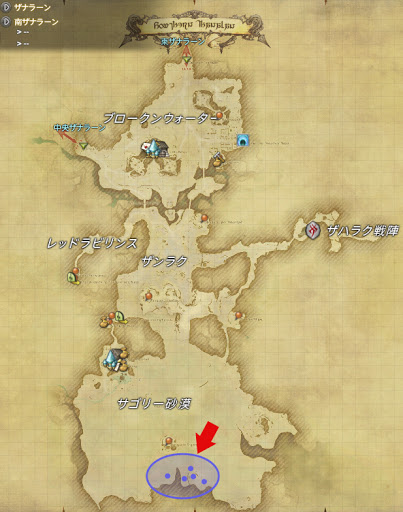 D ザナラーン
D 南ザナラーン
> --
> --
東ザナラーン
ブロークンウォーター
中央ザナラーン
レッドラビリンス
ザンラク
ザハラク戦陣
サゴリー砂漠